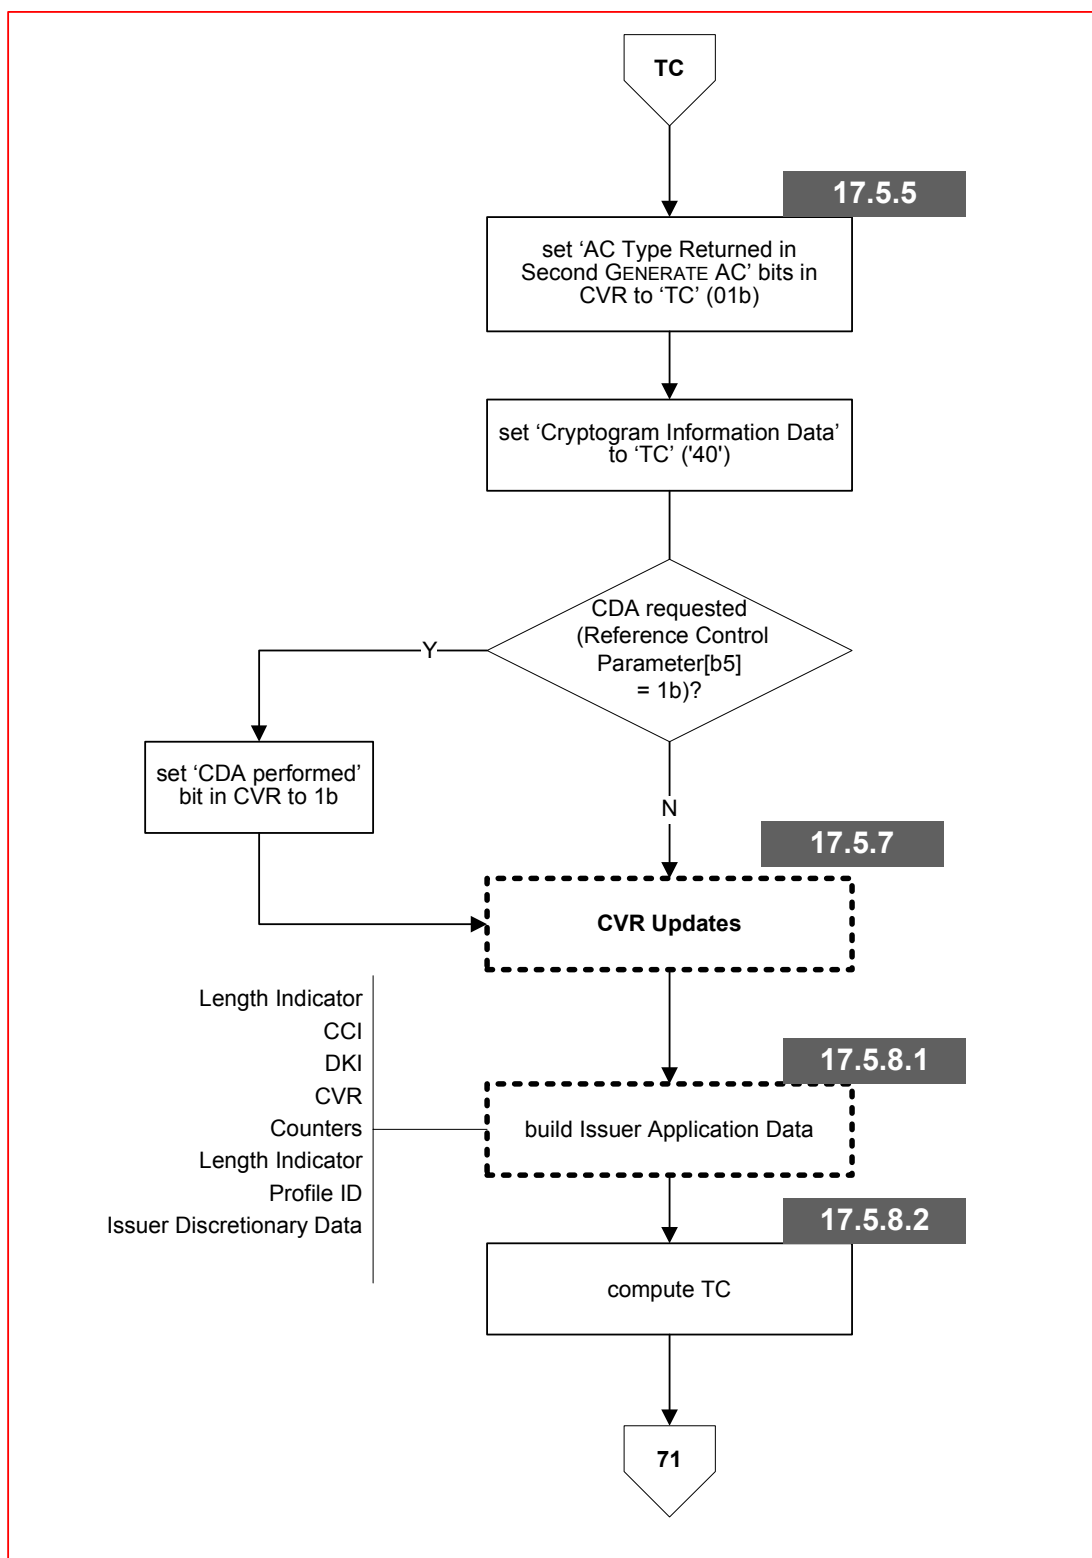 TC
17.5.5
set ‘AC Type Returned in
Second GENERATE AC’ bits in
CVR to ‘TC’ (01b)
set ‘Cryptogram Information Data’
to ‘TC’ ('40')
CDA requested
(Reference Control
Parameter[b5]
= 1b)?
Y
set ‘CDA performed’
bit in CVR to 1b
N
17.5.7
CVR Updates
Length Indicator
CCI
DKI
CVR
Counters
Length Indicator
Profile ID
Issuer Discretionary Data
17.5.8.1
build Issuer Application Data
17.5.8.2
compute TC
71